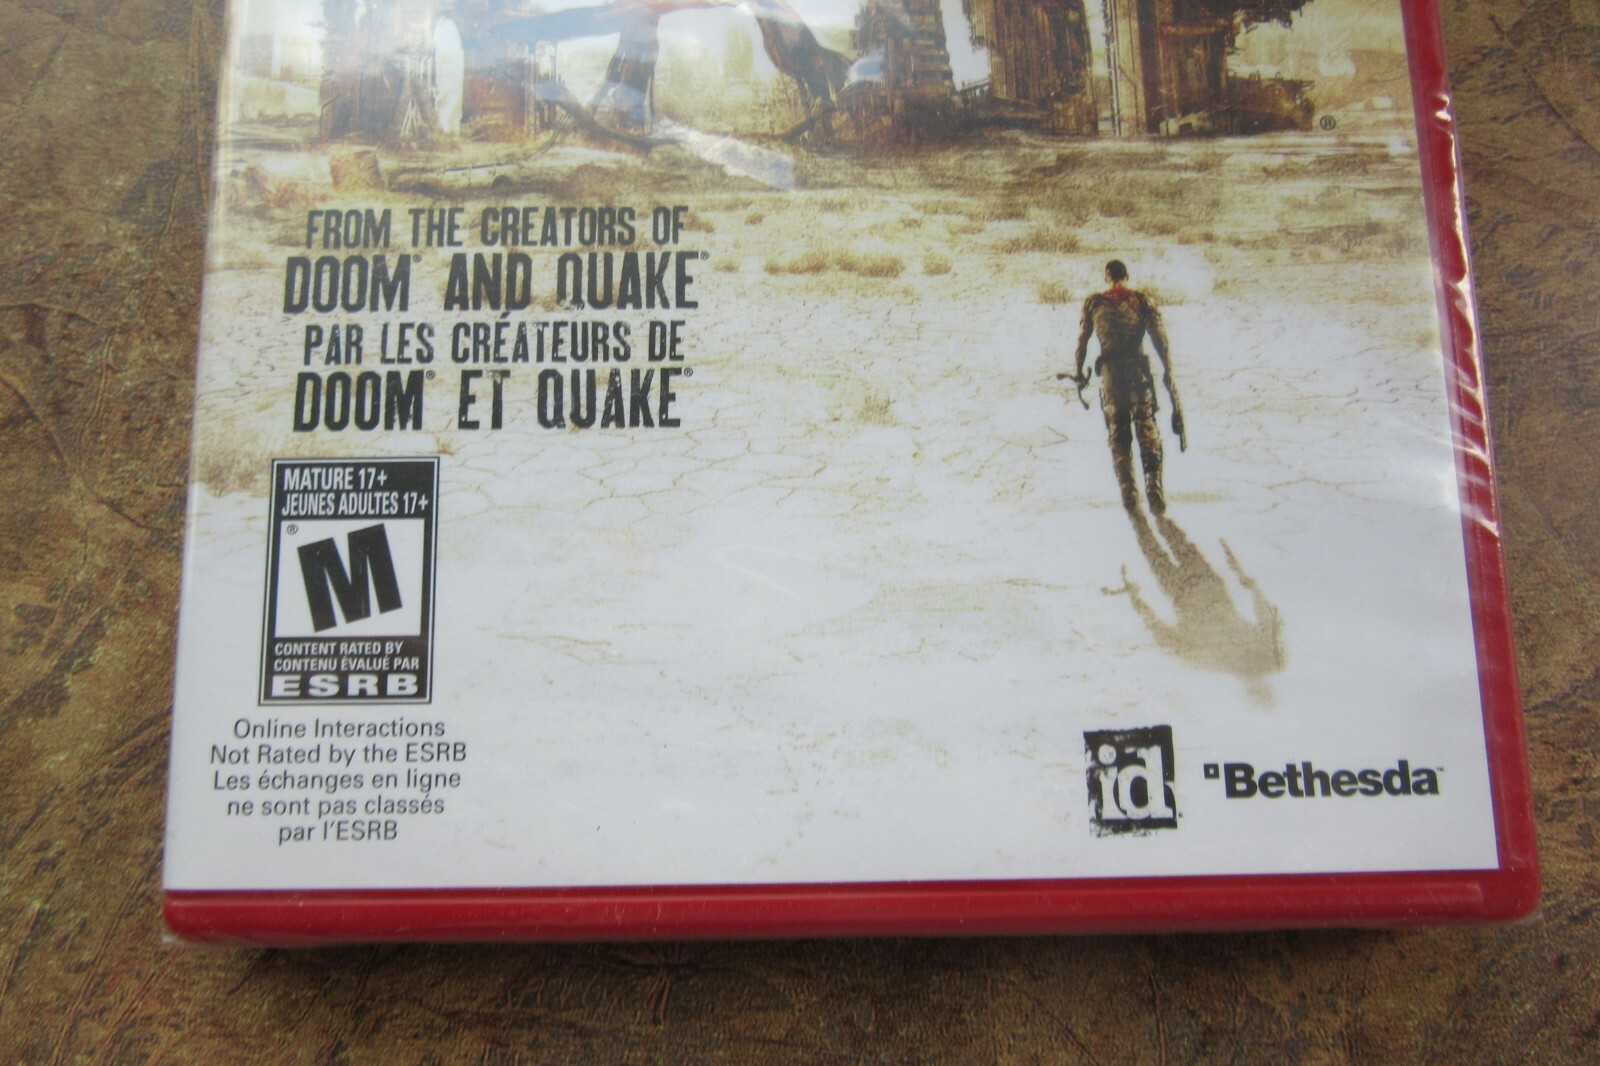 ®
FROM THE CREATORS OF
DOOM® AND QUAKE®
PAR LES CRÉATEURS DE
DOOM® ET QUAKE®
MATURE 17+
JEUNES ADULTES 17+
®
M
CONTENT RATED BY
CONTENU ÉVALUÉ PAR
ESRB
Online Interactions
Not Rated by the ESRB
Les échanges en ligne
ne sont pas classés
par l'ESRB
id
Bethesda™